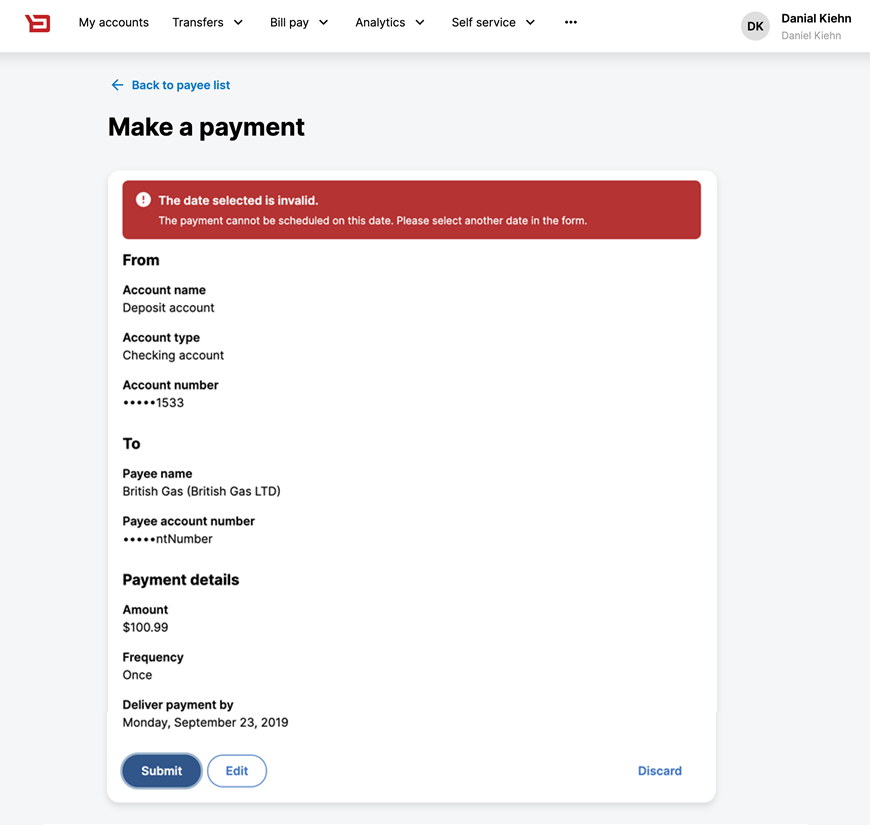 My accounts Transfers Bill pay Analytics Self service •••
DK Danial Kiehn
Daniel Kiehn
Back to payee list
Make a payment
The date selected is invalid.
The payment cannot be scheduled on this date. Please select another date in the form.
From
Account name
Deposit account
Account type
Checking account
Account number
•••••1533
To
Payee name
British Gas (British Gas LTD)
Payee account number
•••••ntNumber
Payment details
Amount
$100.99
Frequency
Once
Deliver payment by
Monday, September 23, 2019
Submit Edit Discard